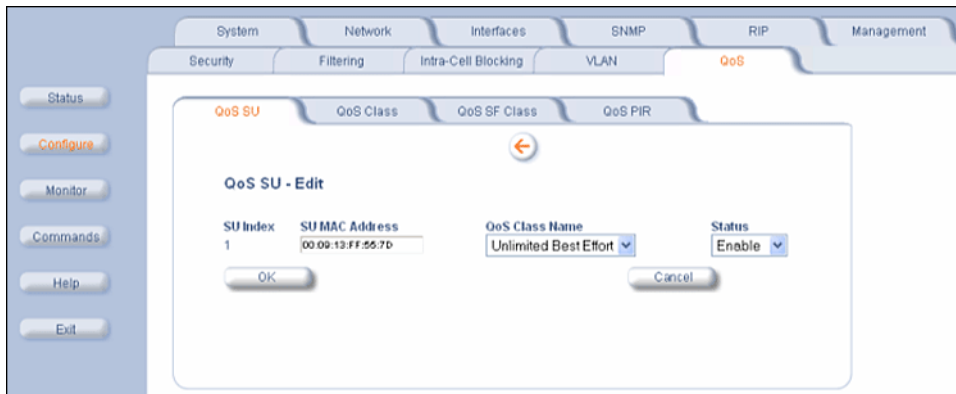 System Network Interfaces SNMP RIP Management
Security Filtering Intra-Cell Blocking VLAN QoS
Status
Configure
Monitor
Commands
Help
Exit
QoS SU QoS Class QoS SF Class QoS PIR
QoS SU - Edit
SU Index SU MAC Address QoS Class Name Status
1 00:09:13:FF:55:7D Unlimited Best Effort Enable
OK Cancel